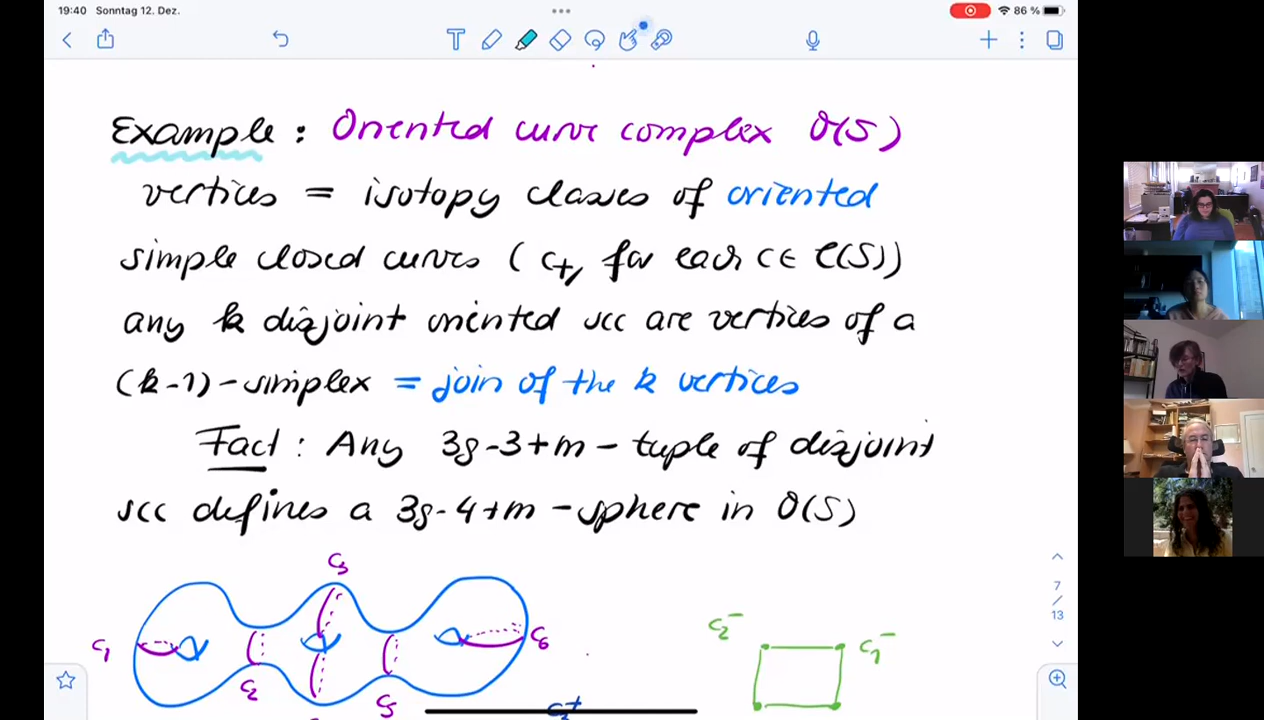 19:40 Sonntag 12. Dez.
86 %
Example : Oriented curve complex O(S)
vertices = isotopy classes of oriented
simple closed curves ( c±, for each c ∈ C(S))
any k disjoint oriented scc are vertices of a
(k-1)-simplex = join of the k vertices
Fact : Any 3g-3+m - tuple of disjoint
scc defines a 3g-4+m - sphere in O(S)
c3
c1
c6
c2
c5
c2-
c1-
7
/
13